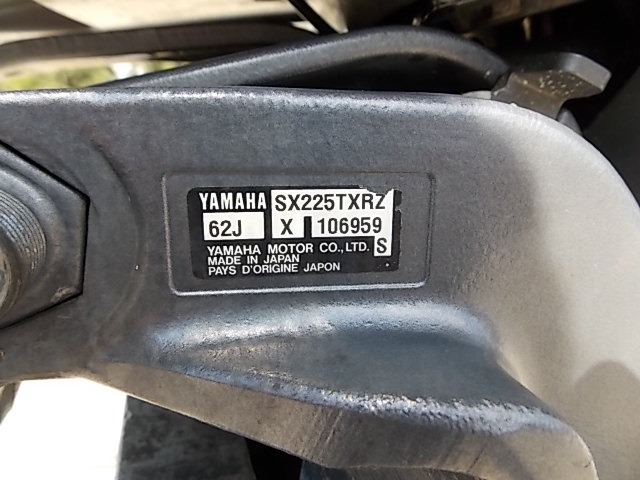 YAMAHA SX225TXRZ
62J X 106959
YAMAHA MOTOR CO., LTD. S
MADE IN JAPAN
PAYS D'ORIGINE JAPON